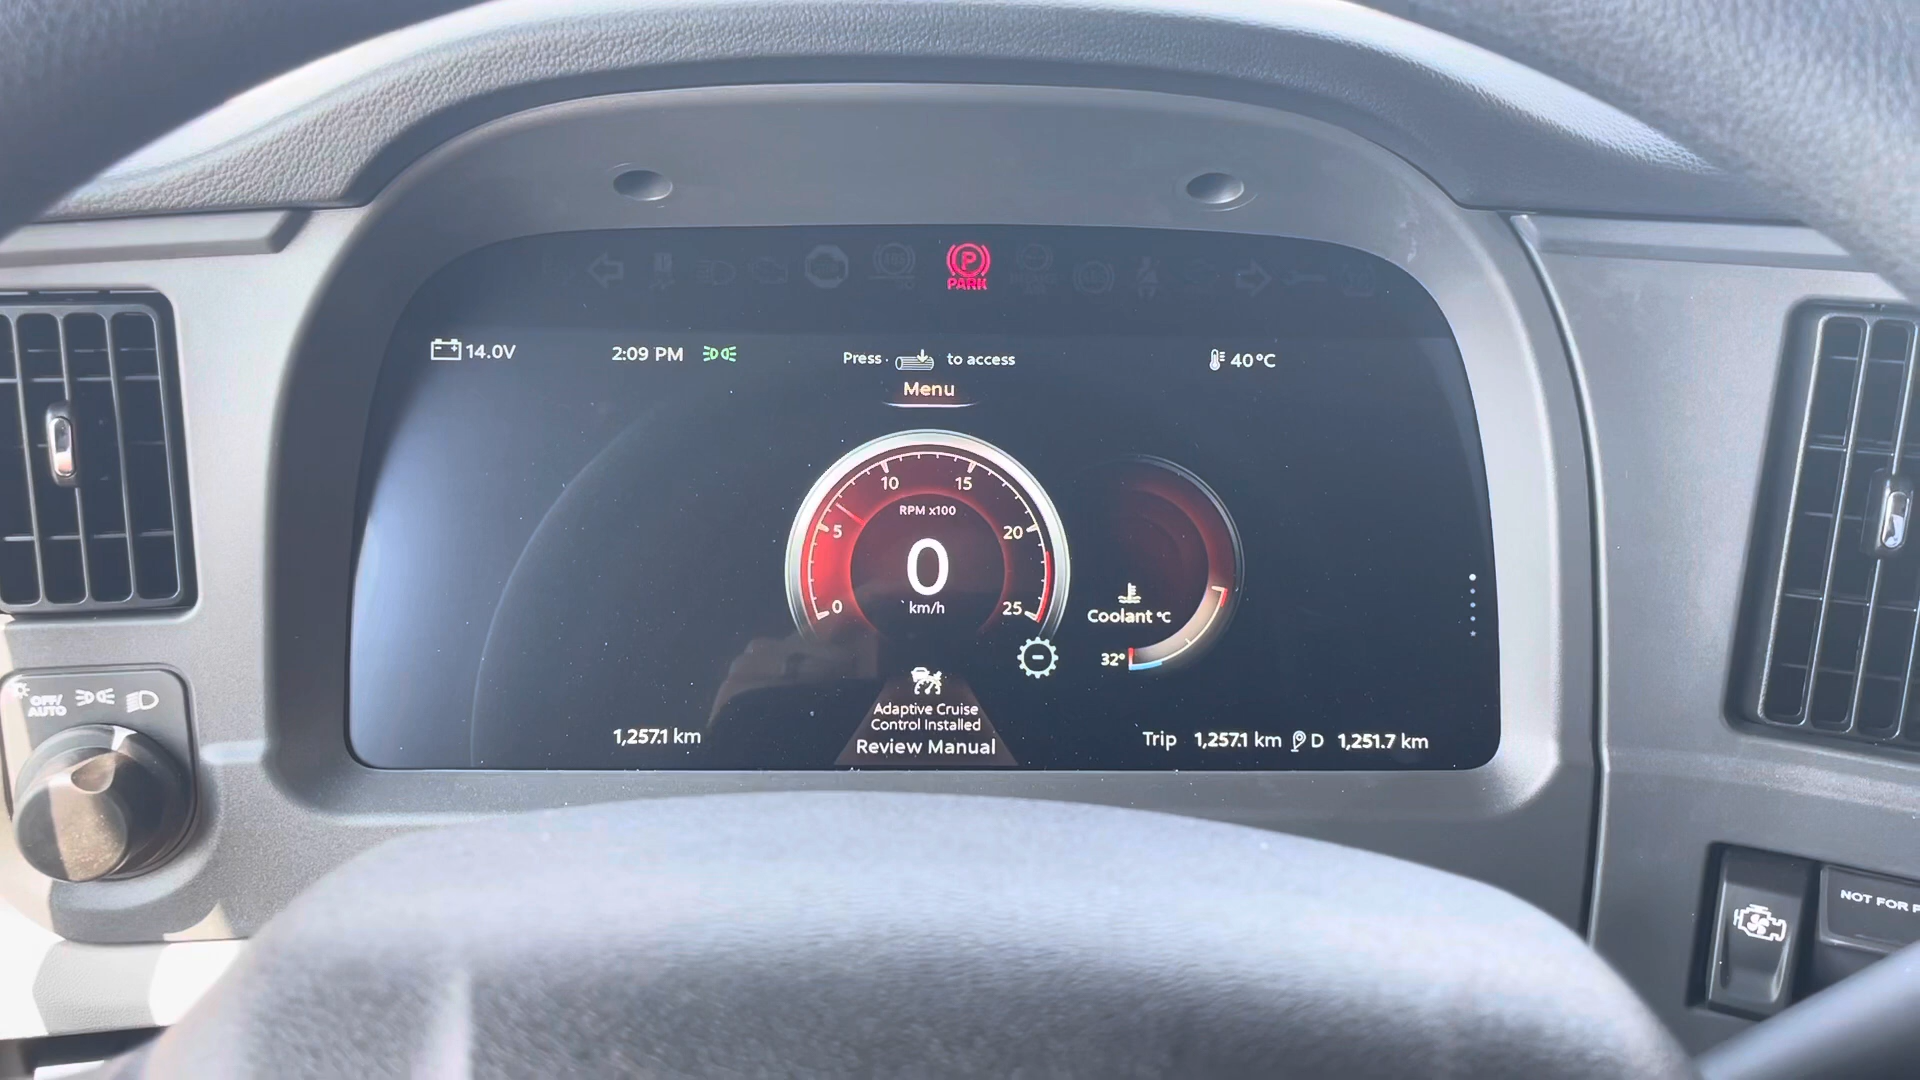 PARK
14.0V
2:09 PM
Press
to access
40°C
Menu
10
15
RPM x100
5
20
0
km/h
0
25
Coolant °C
32°
Adaptive Cruise
Control Installed
Review Manual
1,257.1 km
Trip 1,257.1 km D 1,251.7 km
OFF/
AUTO
NOT FOR